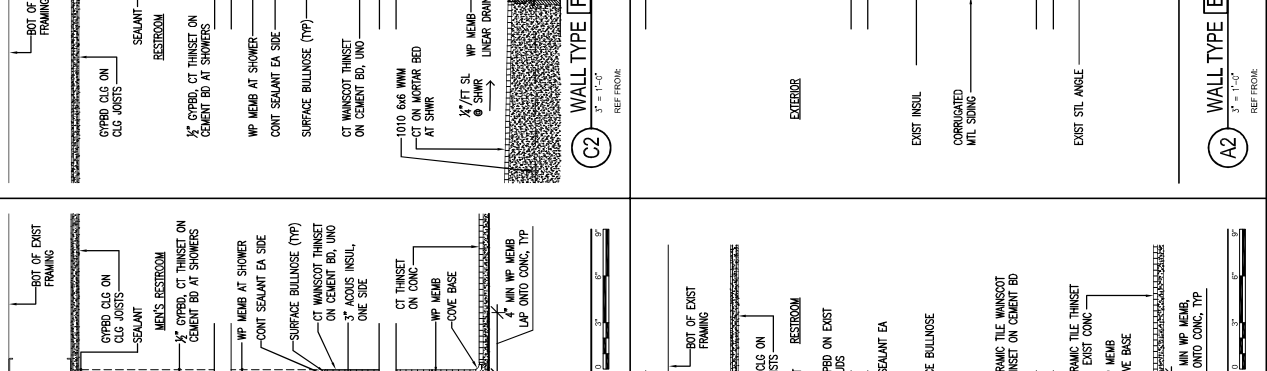 BOT OF
FRAMING
GYPBD CLG ON
CLG JOISTS
SEALANT
RESTROOM
½" GYPBD, CT THINSET ON
CEMENT BD AT SHOWERS
WP MEMB AT SHOWER
CONT SEALANT EA SIDE
SURFACE BULLNOSE (TYP)
CT WAINSCOT THINSET
ON CEMENT BD, UNO
1010 6x6 WWM
CT ON MORTAR BED
AT SHWR
¼"/FT SL
@ SHWR
WP MEMB
LINEAR DRAIN
C2
WALL TYPE
3" = 1'-0"
REF FROM:
EXTERIOR
EXIST INSUL
CORRUGATED
MTL SIDING
EXIST STL ANGLE
A2
WALL TYPE
3" = 1'-0"
REF FROM:
BOT OF EXIST
FRAMING
GYPBD CLG ON
CLG JOISTS
SEALANT
MEN'S RESTROOM
½" GYPBD, CT THINSET ON
CEMENT BD AT SHOWERS
WP MEMB AT SHOWER
CONT SEALANT EA SIDE
SURFACE BULLNOSE (TYP)
CT WAINSCOT THINSET
ON CEMENT BD, UNO
3" ACOUS INSUL,
ONE SIDE
CT THINSET
ON CONC
WP MEMB
COVE BASE
4" MIN WP MEMB
LAP ONTO CONC, TYP
0 3" 6" 9"
BOT OF EXIST
FRAMING
CLG ON
RESTROOM
ON EXIST
SEALANT EA
BULLNOSE
TILE WAINSCOT
ON CEMENT BD
TILE THINSET
EXIST CONC
MEMB
BASE
MIN WP MEMB,
ONTO CONC, TYP
0 3" 6" 9"